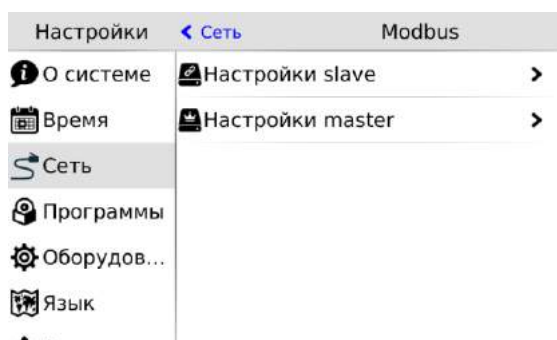 Настройки
Сеть
Modbus
О системе
Время
Сеть
Программы
Оборудов...
Язык
Настройки slave
Настройки master